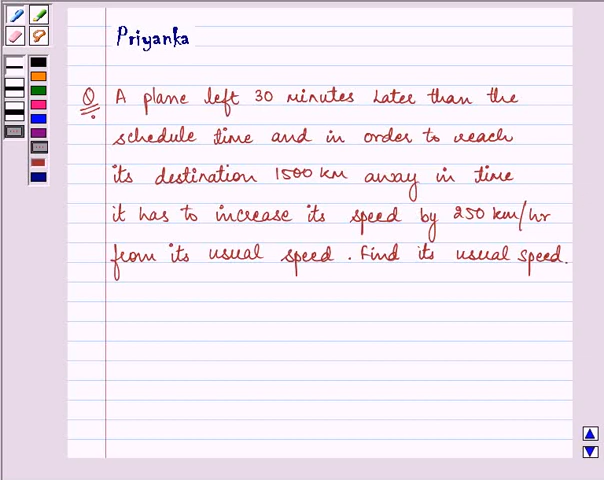 Priyanka
Q A plane left 30 minutes later than the
schedule time and in order to reach
its destination 1500 km away in time
it has to increase its speed by 250 km/hr
from its usual speed. Find its usual speed.